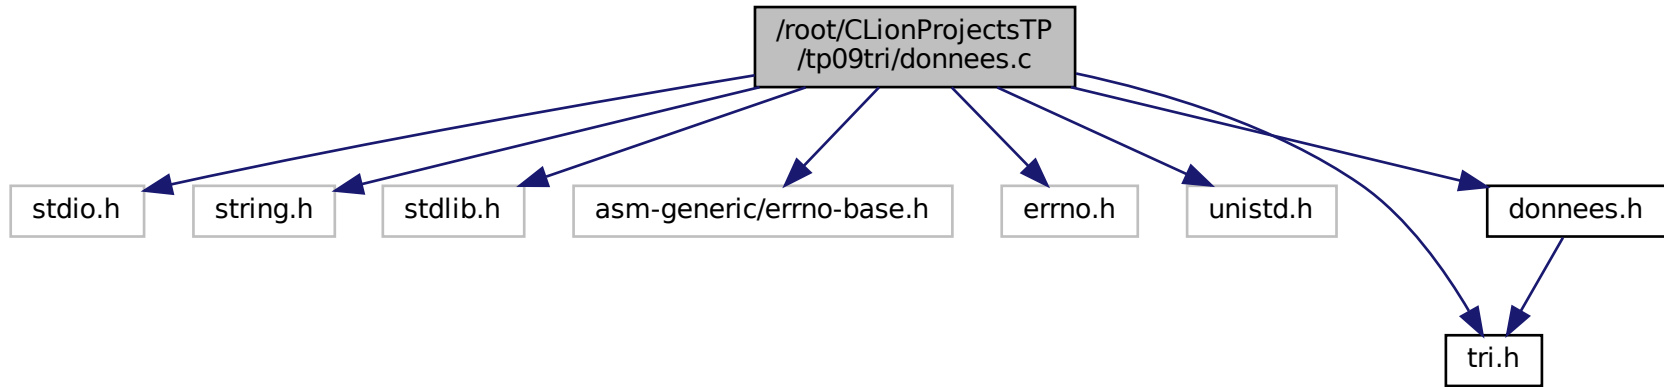 /root/CLionProjectsTP
/tp09tri/donnees.c
stdio.h
string.h
stdlib.h
asm-generic/errno-base.h
errno.h
unistd.h
donnees.h
tri.h